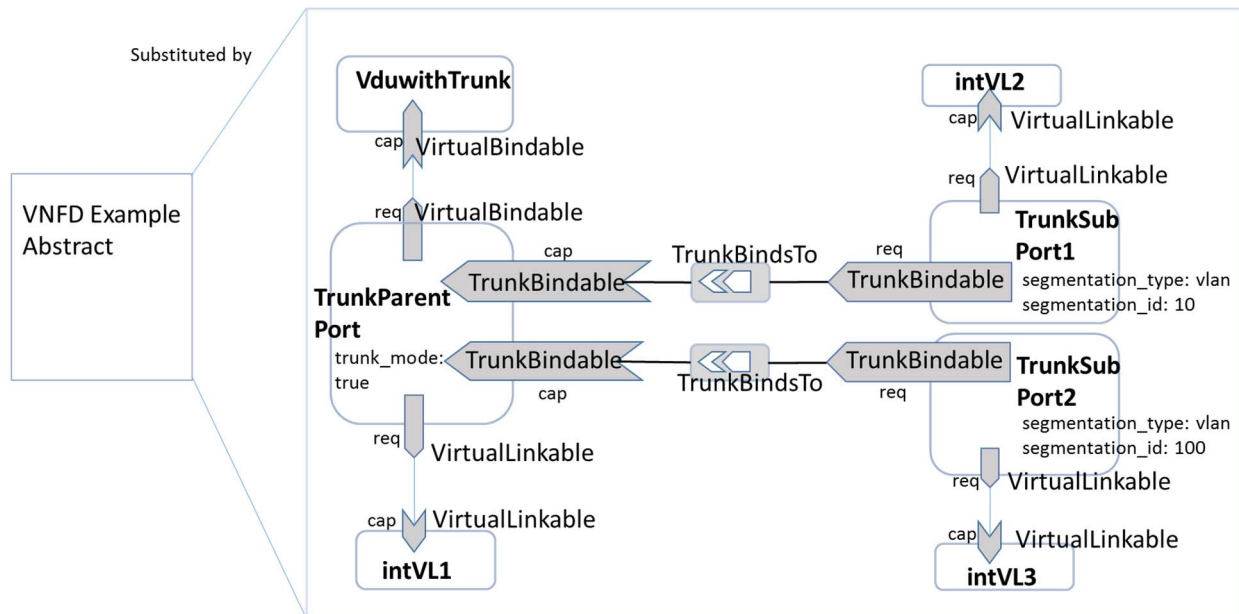 Substituted by
VNFD Example
Abstract
VduwithTrunk
cap
VirtualBindable
req
VirtualBindable
TrunkParent
Port
trunk_mode:
true
cap
TrunkBindable
TrunkBindsTo
req
TrunkBindable
TrunkBindable
cap
TrunkBindsTo
TrunkBindable
req
req
VirtualLinkable
cap
VirtualLinkable
intVL1
intVL2
cap
VirtualLinkable
req
VirtualLinkable
TrunkSub
Port1
segmentation_type: vlan
segmentation_id: 10
TrunkSub
Port2
segmentation_type: vlan
segmentation_id: 100
req
VirtualLinkable
cap
VirtualLinkable
intVL3